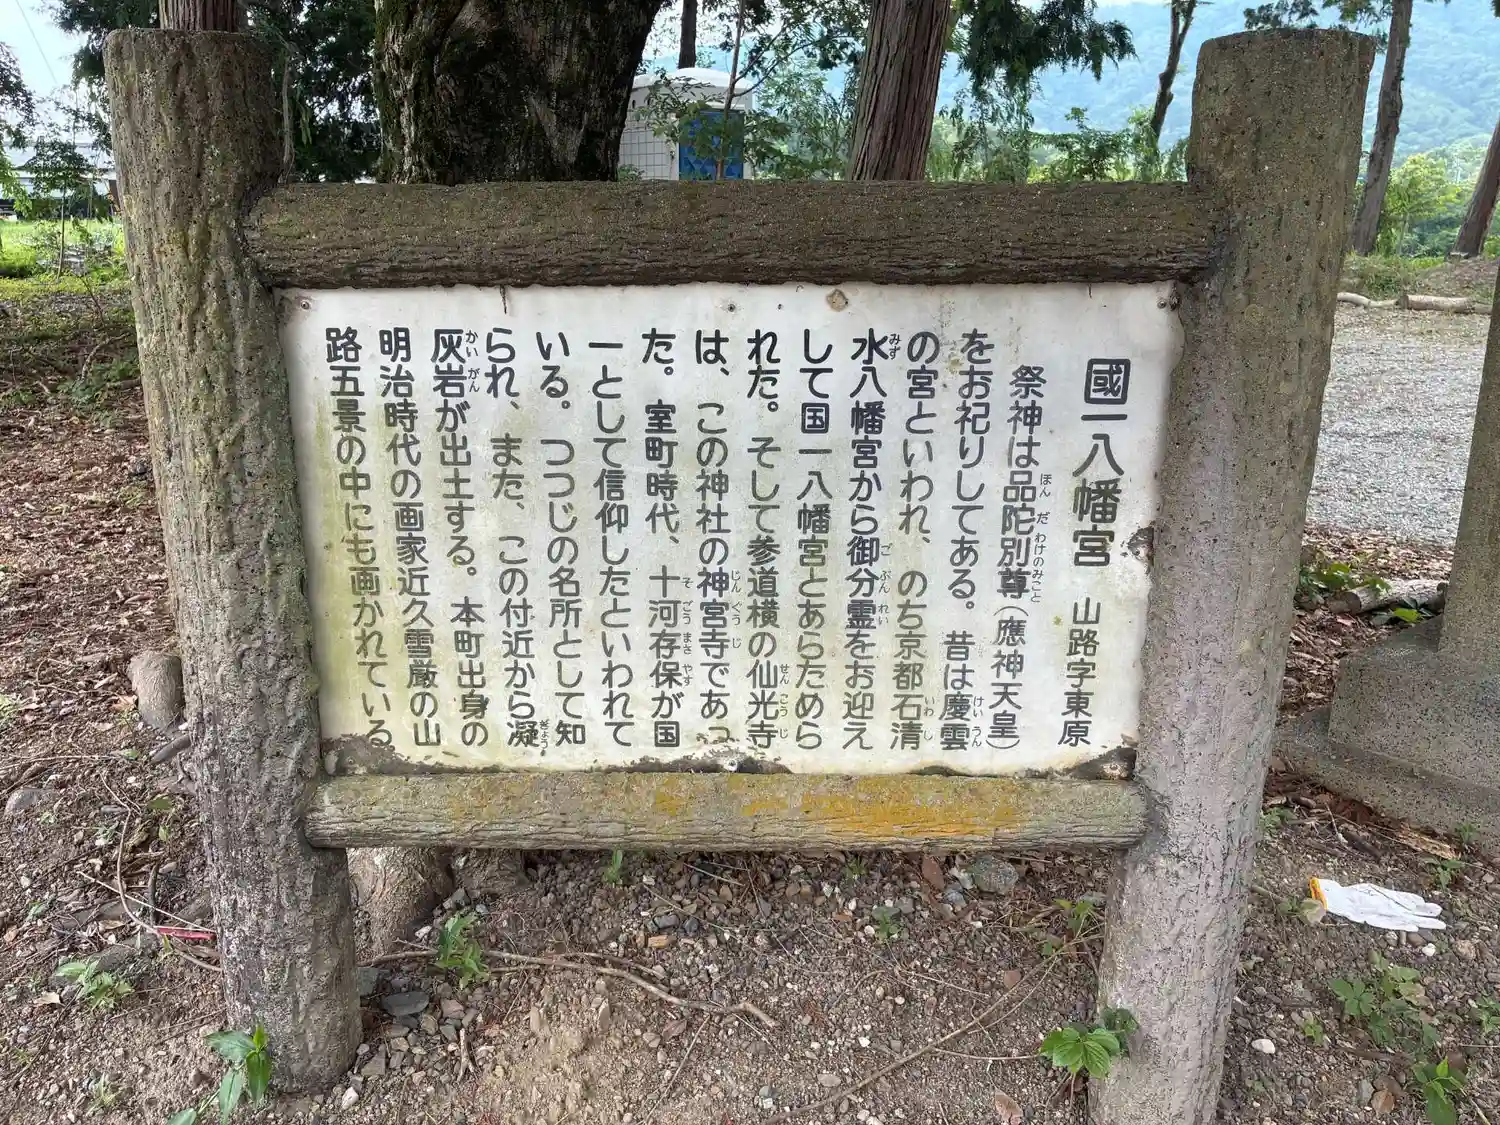 國一八幡宮 山路字東原
祭神は品陀別尊（應神天皇）
をお祀りしてある。昔は慶雲
の宮といわれ、のち京都石清
水八幡宮から御分霊をお迎え
して国一八幡宮とあらためら
れた。そして参道横の仙光寺
は、この神社の神宮寺であっ
た。室町時代、十河存保が国
一として信仰したといわれて
いる。つつじの名所として知
られ、また、この付近から凝
灰岩が出土する。本町出身の
明治時代の画家近久雪厳の山
路五景の中にも画かれている